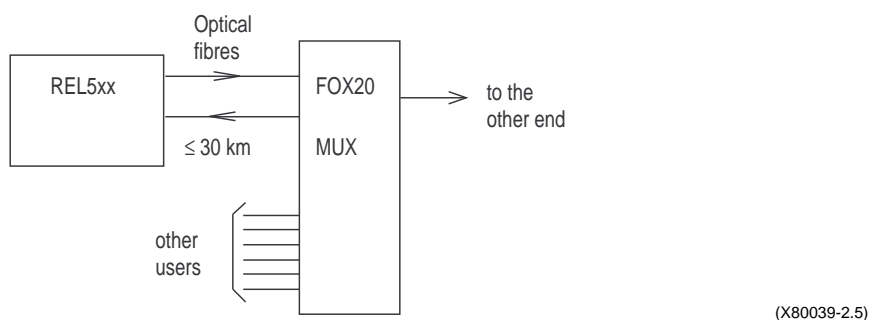 Optical
fibres
REL5xx
FOX20
to the
other end
≤ 30 km
MUX
other
users
(X80039-2.5)